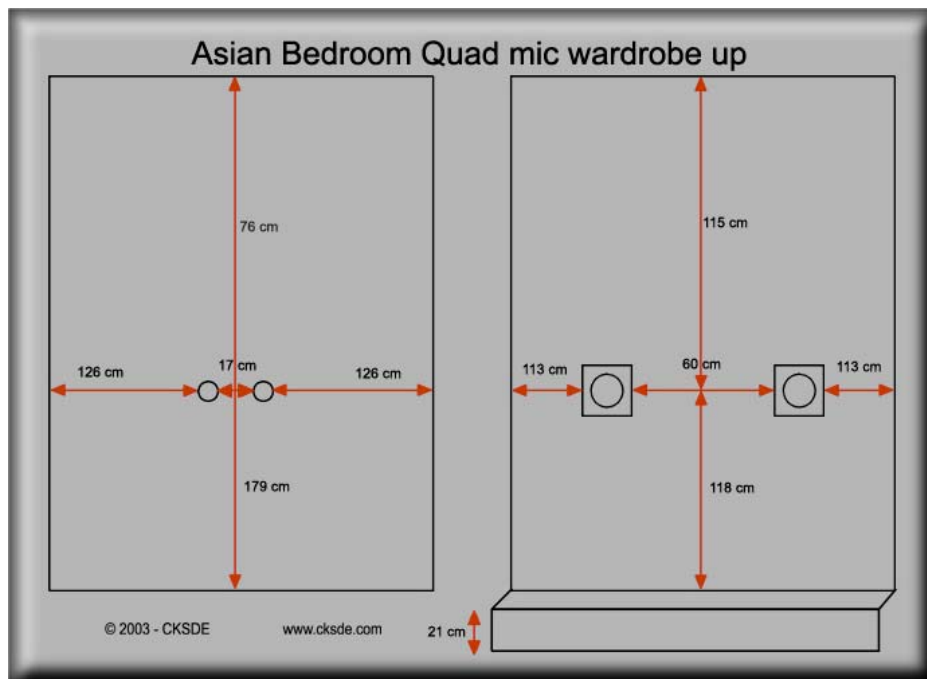 Asian Bedroom Quad mic wardrobe up
76 cm
115 cm
126 cm
17 cm
126 cm
113 cm
60 cm
113 cm
179 cm
118 cm
© 2003 - CKSDE
www.cksde.com
21 cm